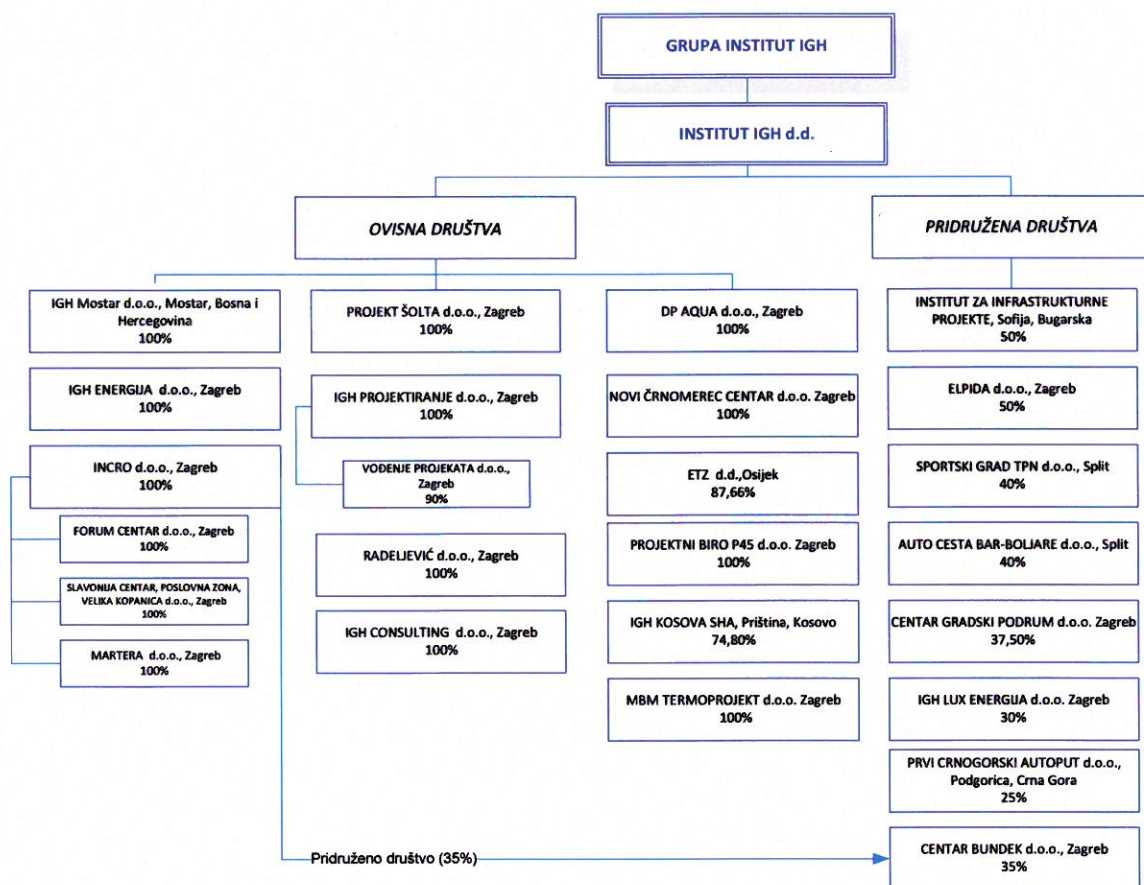 GRUPA INSTITUT IGH
INSTITUT IGH d.d.
OVISNA DRUŠTVA
PRIDRUŽENA DRUŠTVA
IGH Mostar d.o.o., Mostar, Bosna i
Hercegovina
100%
IGH ENERGIJA d.o.o., Zagreb
100%
INCRO d.o.o., Zagreb
100%
FORUM CENTAR d.o.o., Zagreb
100%
SLAVONIJA CENTAR, POSLOVNA ZONA,
VELIKA KOPANICA d.o.o., Zagreb
100%
MARTERA d.o.o., Zagreb
100%
PROJEKT ŠOLTA d.o.o., Zagreb
100%
IGH PROJEKTIRANJE d.o.o., Zagreb
100%
VOĐENJE PROJEKATA d.o.o.,
Zagreb
90%
RADELJEVIĆ d.o.o., Zagreb
100%
IGH CONSULTING d.o.o., Zagreb
100%
DP AQUA d.o.o., Zagreb
100%
NOVI ČRNOMEREC CENTAR d.o.o. Zagreb
100%
ETZ d.d.,Osijek
87,66%
PROJEKTNI BIRO P45 d.o.o. Zagreb
100%
IGH KOSOVA SHA, Priština, Kosovo
74,80%
MBM TERMOPROJEKT d.o.o. Zagreb
100%
INSTITUT ZA INFRASTRUKTURNE
PROJEKTE, Sofija, Bugarska
50%
ELPIDA d.o.o., Zagreb
50%
SPORTSKI GRAD TPN d.o.o., Split
40%
AUTO CESTA BAR-BOLJARE d.o.o., Split
40%
CENTAR GRADSKI PODRUM d.o.o. Zagreb
37,50%
IGH LUX ENERGIJA d.o.o. Zagreb
30%
PRVI CRNOGORSKI AUTOPUT d.o.o.,
Podgorica, Crna Gora
25%
CENTAR BUNDEK d.o.o., Zagreb
35%
Pridruženo društvo (35%)